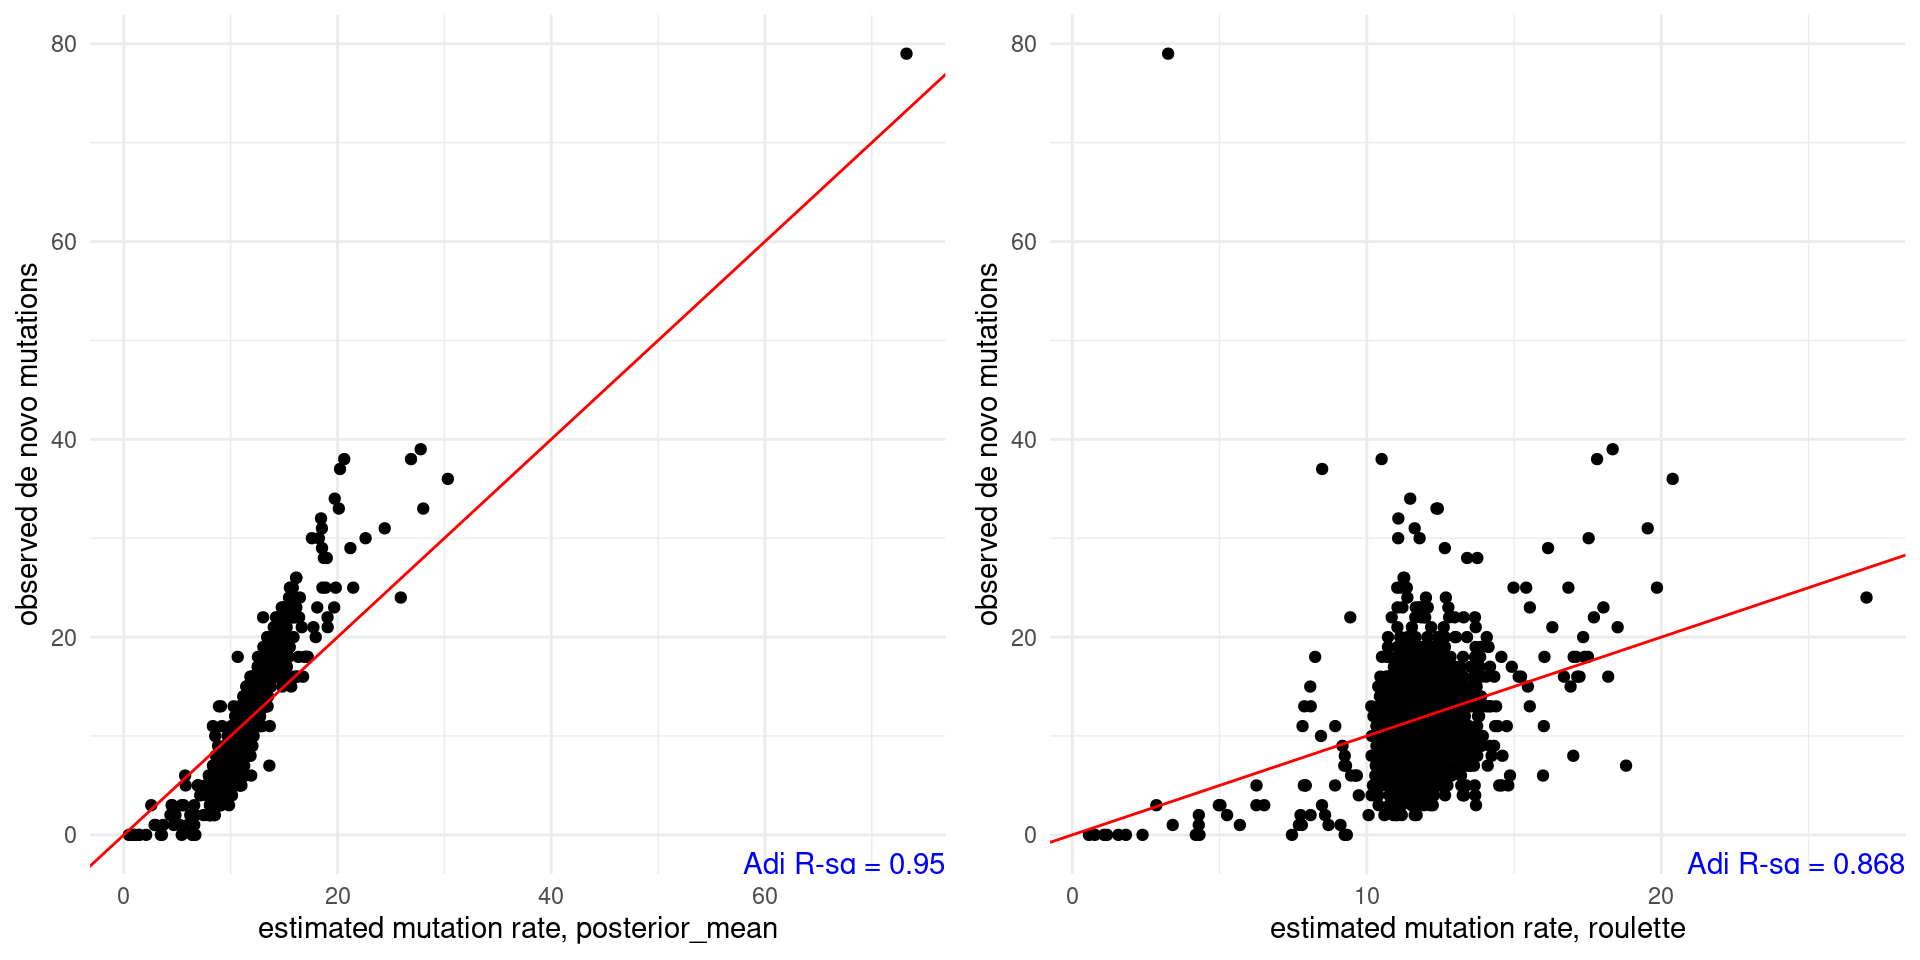 80
60
40
20
0
observed de novo mutations
Adj R-sq = 0.95
0
20
40
60
estimated mutation rate, posterior_mean
80
60
40
20
0
observed de novo mutations
Adj R-sq = 0.868
0
10
20
estimated mutation rate, roulette